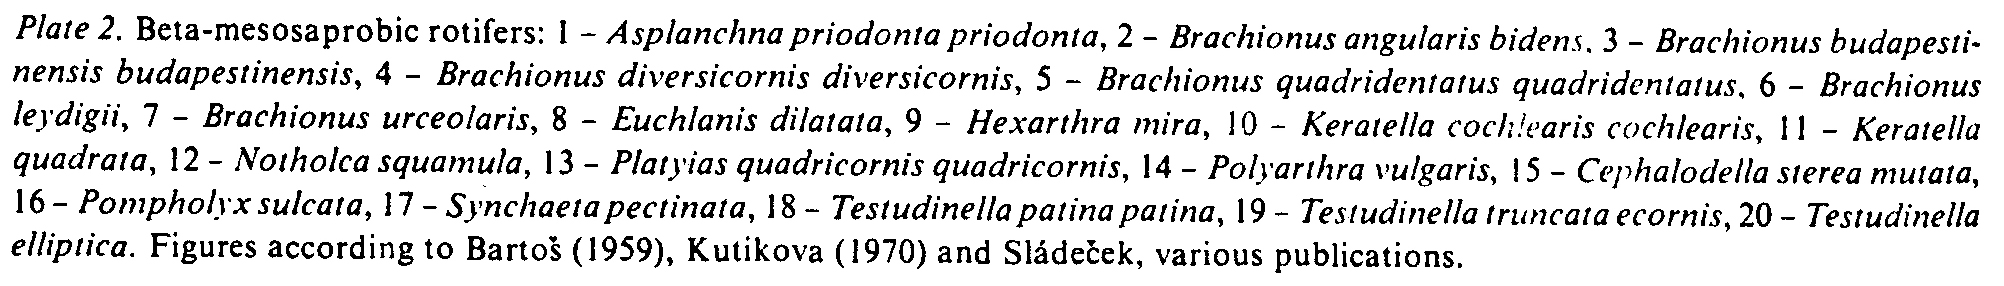 Plate 2. Beta-mesosaprobic rotifers: 1 – Asplanchna priodonta priodonta, 2 – Brachionus angularis bidens. 3 – Brachionus budapesti-
nensis budapestinensis, 4 – Brachionus diversicornis diversicornis, 5 – Brachionus quadridentatus quadridentatus, 6 – Brachionus
leydigii, 7 – Brachionus urceolaris, 8 – Euchlanis dilatata, 9 – Hexarthra mira, 10 – Keratella cochlearis cochlearis, 11 – Keratella
quadrata, 12 – Notholca squamula, 13 – Platyias quadricornis quadricornis, 14 – Polyarthra vulgaris, 15 – Cephalodella sterea mutata,
16 – Pompholyx sulcata, 17 – Synchaeta pectinata, 18 – Testudinella patina patina, 19 – Testudinella truncata ecornis, 20 – Testudinella
elliptica. Figures according to Bartoš (1959), Kutikova (1970) and Sládeček, various publications.